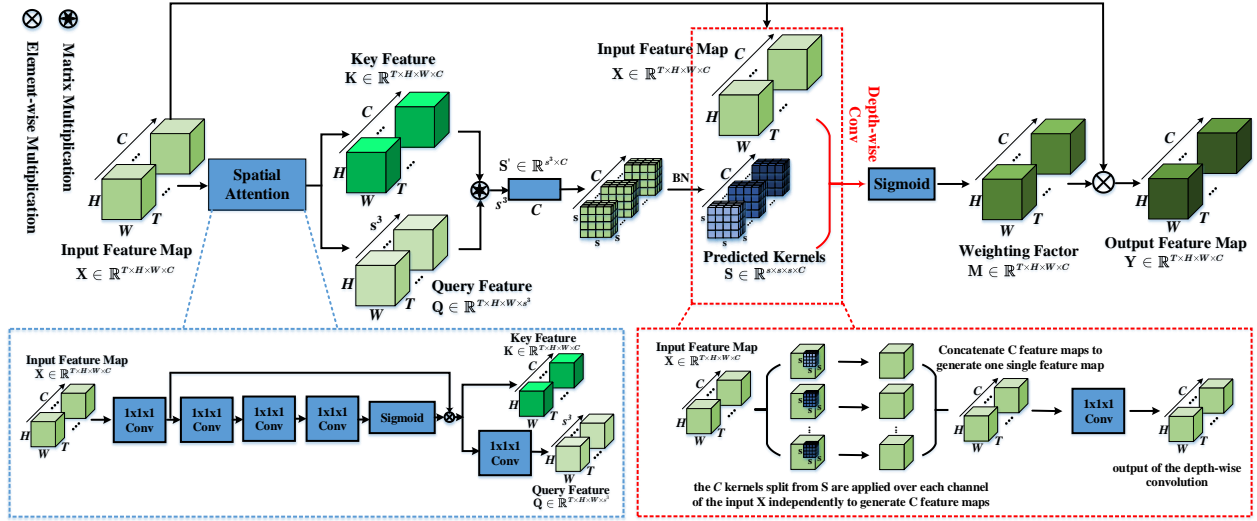 Element-wise Multiplication
Matrix Multiplication
C
H
W
T
Input Feature Map
X ∈ ℝ^{T×H×W×C}
Spatial
Attention
Key Feature
K ∈ ℝ^{T×H×W×C}
C
H
W
T
s³
H
W
T
Query Feature
Q ∈ ℝ^{T×H×W×s³}
S' ∈ ℝ^{s³×C}
s³
C
C
s
s
s
BN
Input Feature Map
X ∈ ℝ^{T×H×W×C}
C
H
W
T
C
s
s
s
Predicted Kernels
S ∈ ℝ^{s×s×s×C}
Depth-wise
Conv
Sigmoid
C
H
W
T
Weighting Factor
M ∈ ℝ^{T×H×W×C}
C
H
W
T
Output Feature Map
Y ∈ ℝ^{T×H×W×C}
Input Feature Map
X ∈ ℝ^{T×H×W×C}
C
H
W
T
1x1x1
Conv
1x1x1
Conv
1x1x1
Conv
1x1x1
Conv
Sigmoid
Key Feature
K ∈ ℝ^{T×H×W×C}
C
H
W
T
1x1x1
Conv
s³
H
W
T
Query Feature
Q ∈ ℝ^{T×H×W×s³}
Input Feature Map
X ∈ ℝ^{T×H×W×C}
C
H
W
T
s
s
s
s
s
s
s
s
s
the C kernels split from S are applied over each channel
of the input X independently to generate C feature maps
Concatenate C feature maps to
generate one single feature map
C
H
W
T
1x1x1
Conv
C
H
W
T
output of the depth-wise
convolution